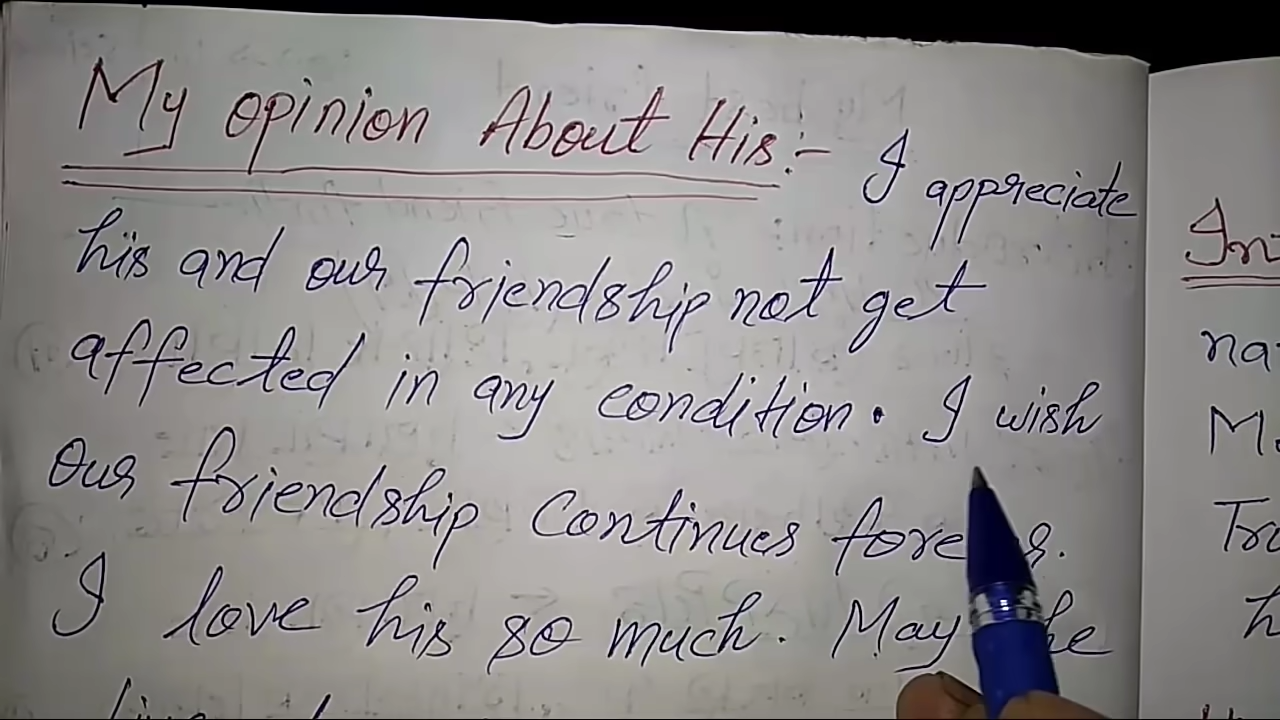 My opinion About His:- I appreciate
his and our friendship not get
affected in any condition. I wish
our friendship Continues
I love his so much. May he